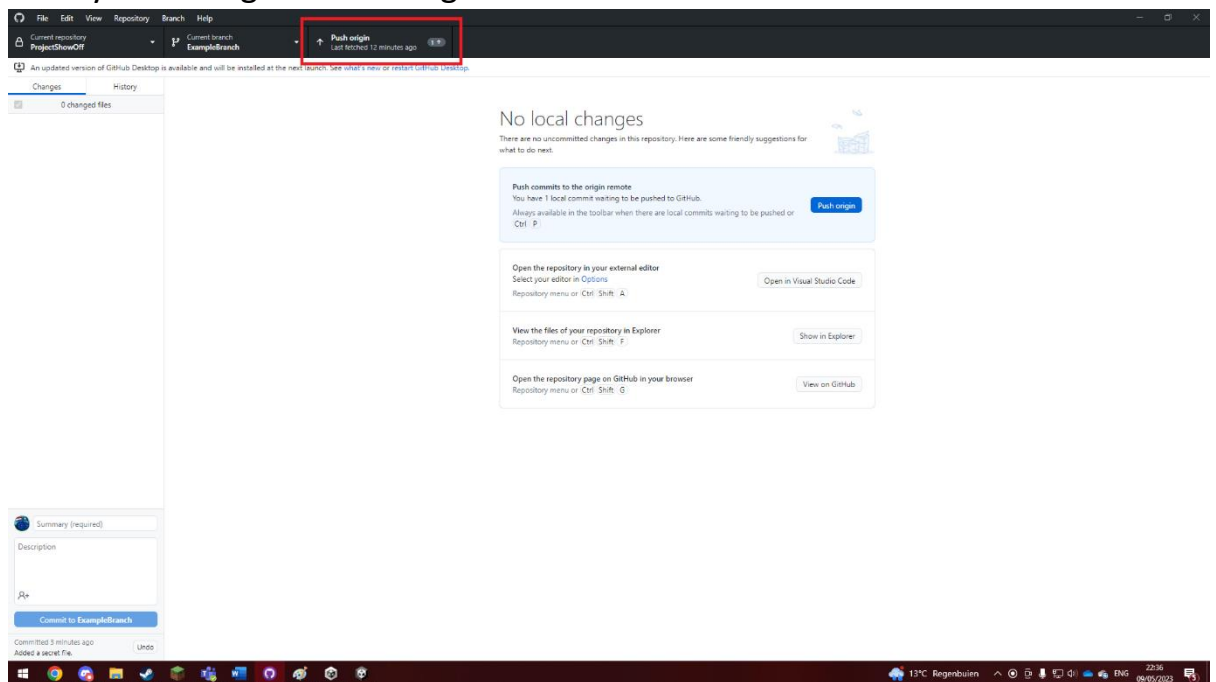 File Edit View Repository Branch Help
Current repository
ProjectShowOff
Current branch
ExampleBranch
Push origin
Last fetched 12 minutes ago
1
An updated version of GitHub Desktop is available and will be installed at the next launch. See what's new or restart GitHub Desktop.
Changes History
0 changed files
No local changes
There are no uncommitted changes in this repository. Here are some friendly suggestions for
what to do next.
Push commits to the origin remote
You have 1 local commit waiting to be pushed to GitHub.
Always available in the toolbar when there are local commits waiting to be pushed or
Ctrl P
Push origin
Open the repository in your external editor
Select your editor in Options
Repository menu or Ctrl Shift A
Open in Visual Studio Code
View the files of your repository in Explorer
Repository menu or Ctrl Shift F
Show in Explorer
Open the repository page on GitHub in your browser
Repository menu or Ctrl Shift G
View on GitHub
Summary (required)
Description
Commit to ExampleBranch
Committed 3 minutes ago
Added a secret file.
Undo
13°C Regenbuien
ENG
22:36
09/05/2023